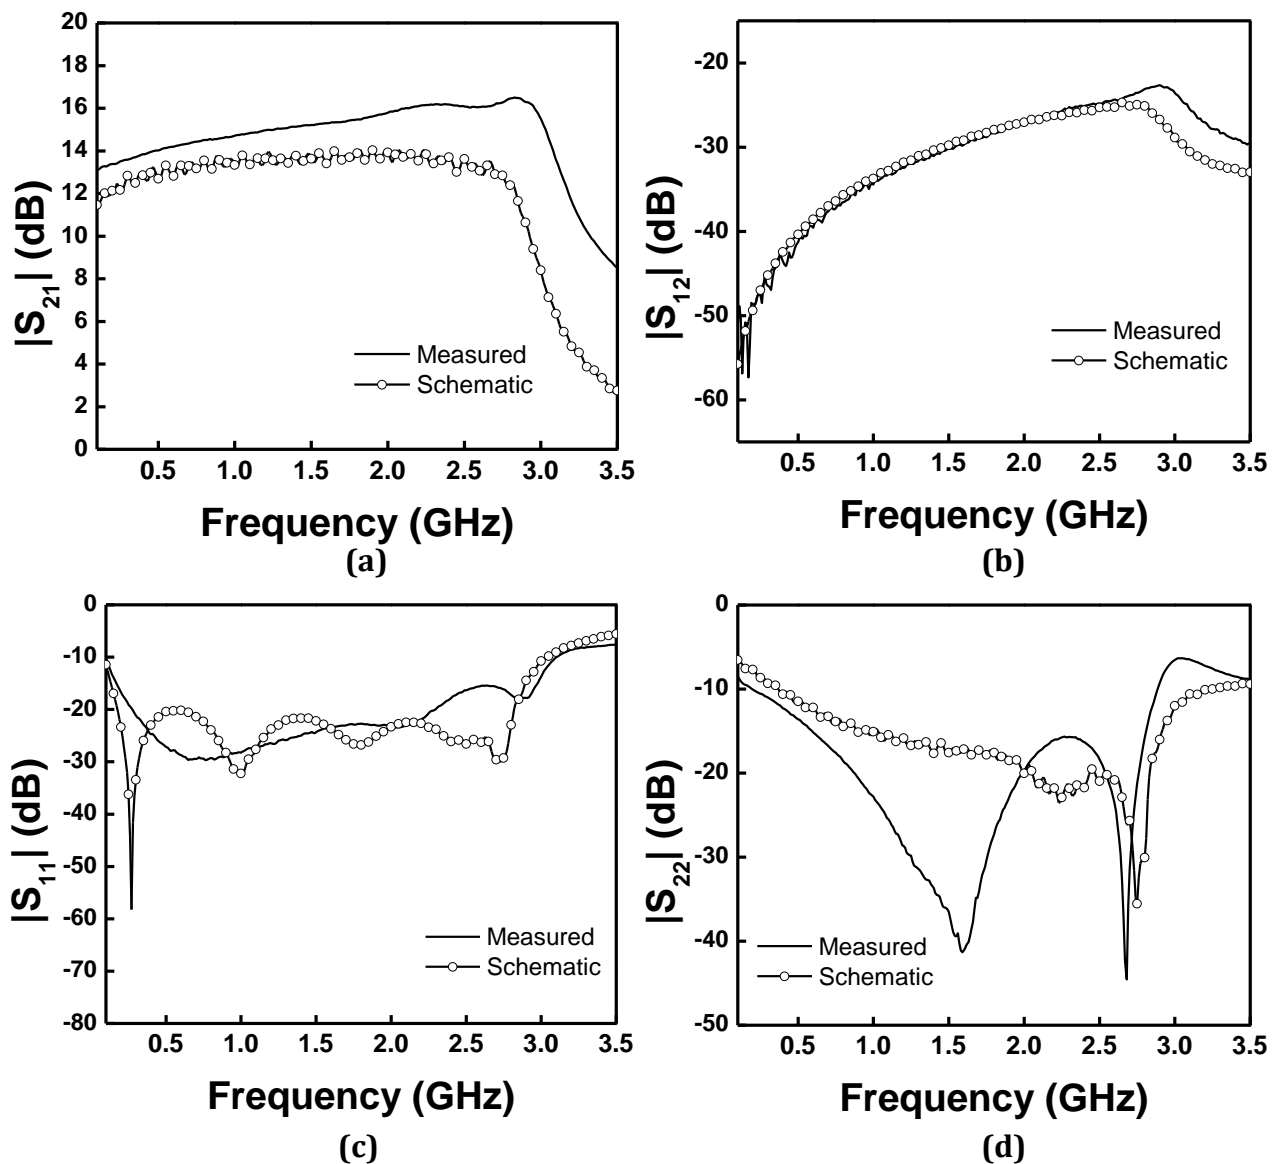 20
18
16
14
12
10
8
6
4
2
0
|S21| (dB)
Measured
Schematic
0.5 1.0 1.5 2.0 2.5 3.0 3.5
Frequency (GHz)
(a)
-20
-30
-40
-50
-60
|S12| (dB)
Measured
Schematic
0.5 1.0 1.5 2.0 2.5 3.0 3.5
Frequency (GHz)
(b)
0
-10
-20
-30
-40
-50
-60
-70
-80
|S11| (dB)
Measured
Schematic
0.5 1.0 1.5 2.0 2.5 3.0 3.5
Frequency (GHz)
(c)
0
-10
-20
-30
-40
-50
|S22| (dB)
Measured
Schematic
0.5 1.0 1.5 2.0 2.5 3.0 3.5
Frequency (GHz)
(d)